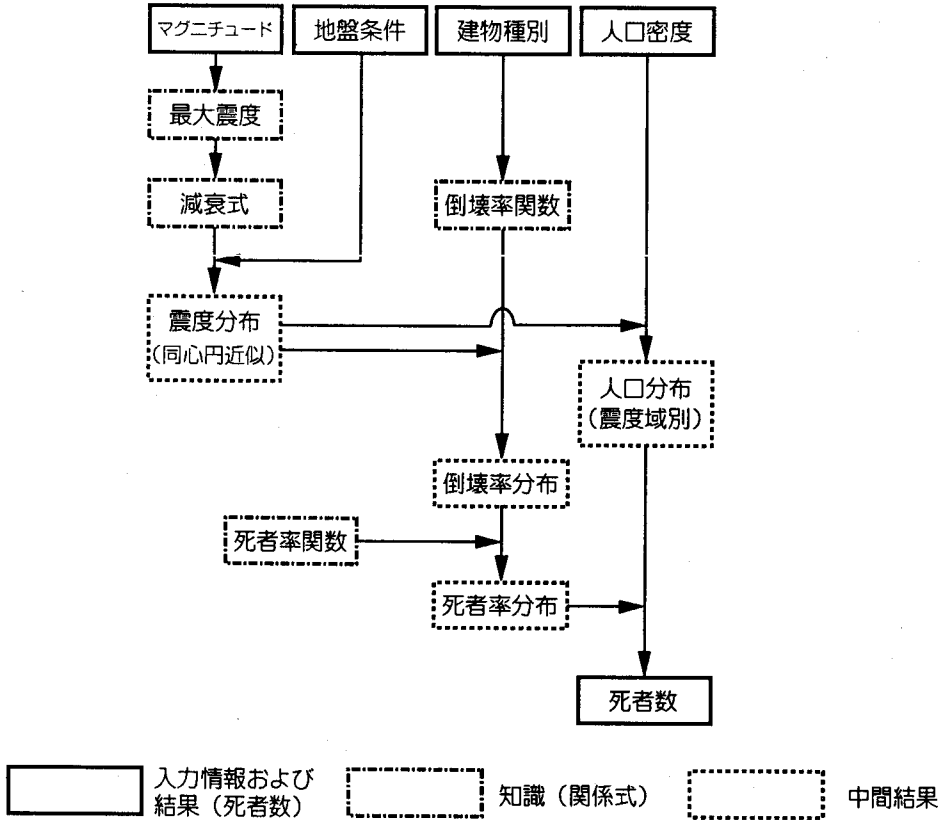 マグニチュード
地盤条件
建物種別
人口密度
最大震度
減衰式
倒壊率関数
震度分布
(同心円近似)
人口分布
(震度域別)
倒壊率分布
死者率関数
死者率分布
死者数
入力情報および
結果(死者数)
知識(関係式)
中間結果